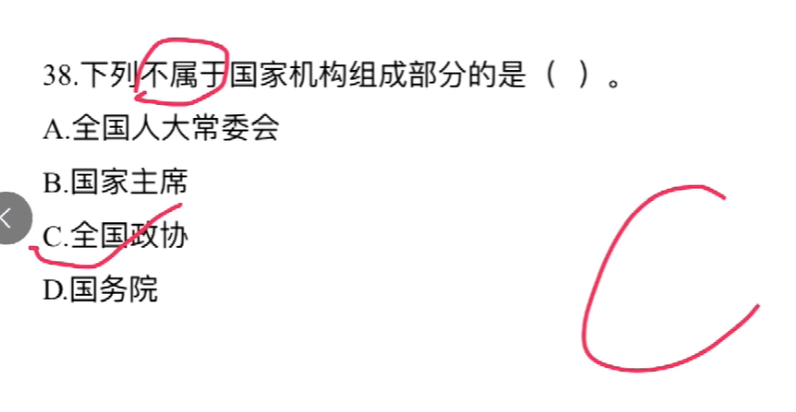 38.下列不属于国家机构组成部分的是（ ）。
A.全国人大常委会
B.国家主席
C.全国政协
D.国务院
C